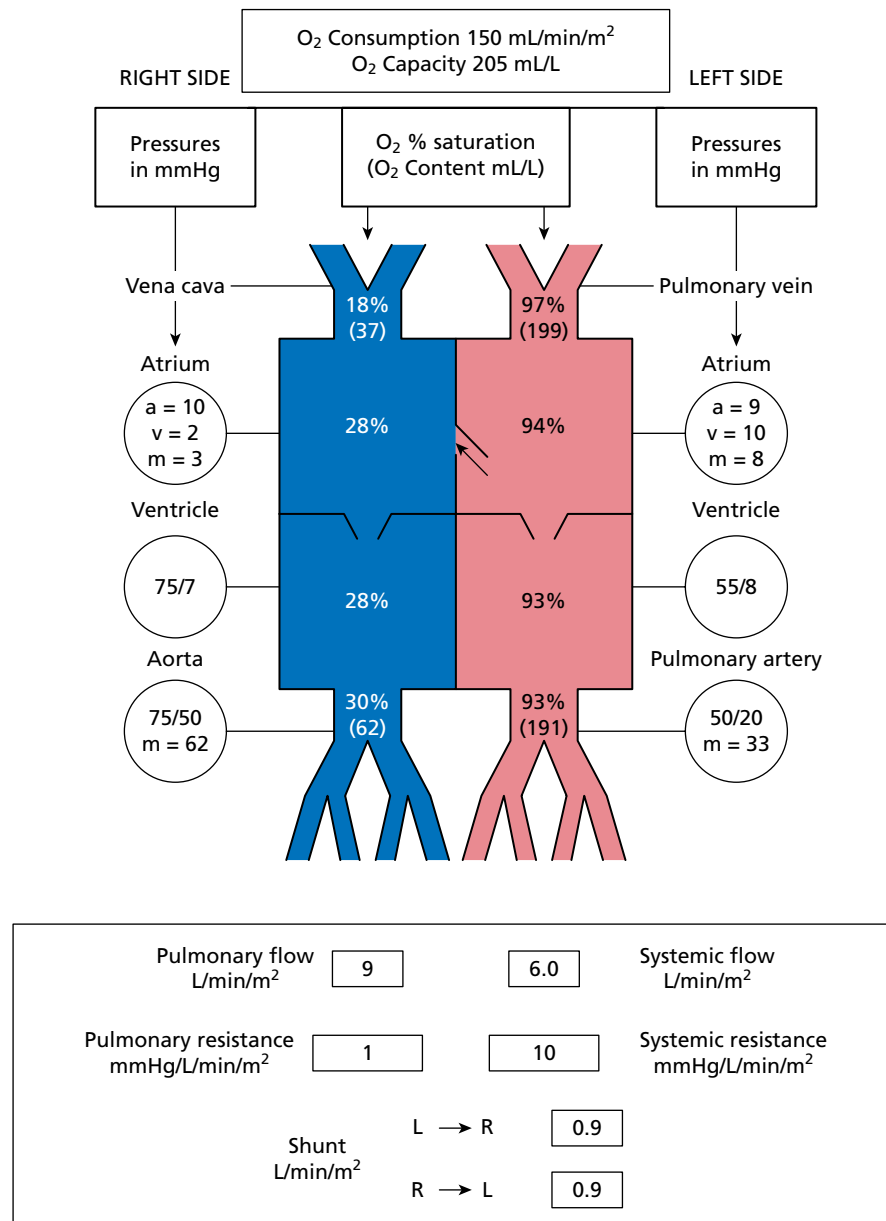 O₂ Consumption 150 mL/min/m²
O₂ Capacity 205 mL/L
RIGHT SIDE
LEFT SIDE
Pressures
in mmHg
O₂ % saturation
(O₂ Content mL/L)
Pressures
in mmHg
Vena cava
Pulmonary vein
18%
(37)
97%
(199)
Atrium
Atrium
a = 10
v = 2
m = 3
28%
94%
a = 9
v = 10
m = 8
Ventricle
Ventricle
75/7
28%
93%
55/8
Aorta
Pulmonary artery
75/50
m = 62
30%
(62)
93%
(191)
50/20
m = 33
Pulmonary flow
L/min/m²
9
6.0
Systemic flow
L/min/m²
Pulmonary resistance
mmHg/L/min/m²
1
10
Systemic resistance
mmHg/L/min/m²
Shunt
L/min/m²
L → R
0.9
R → L
0.9